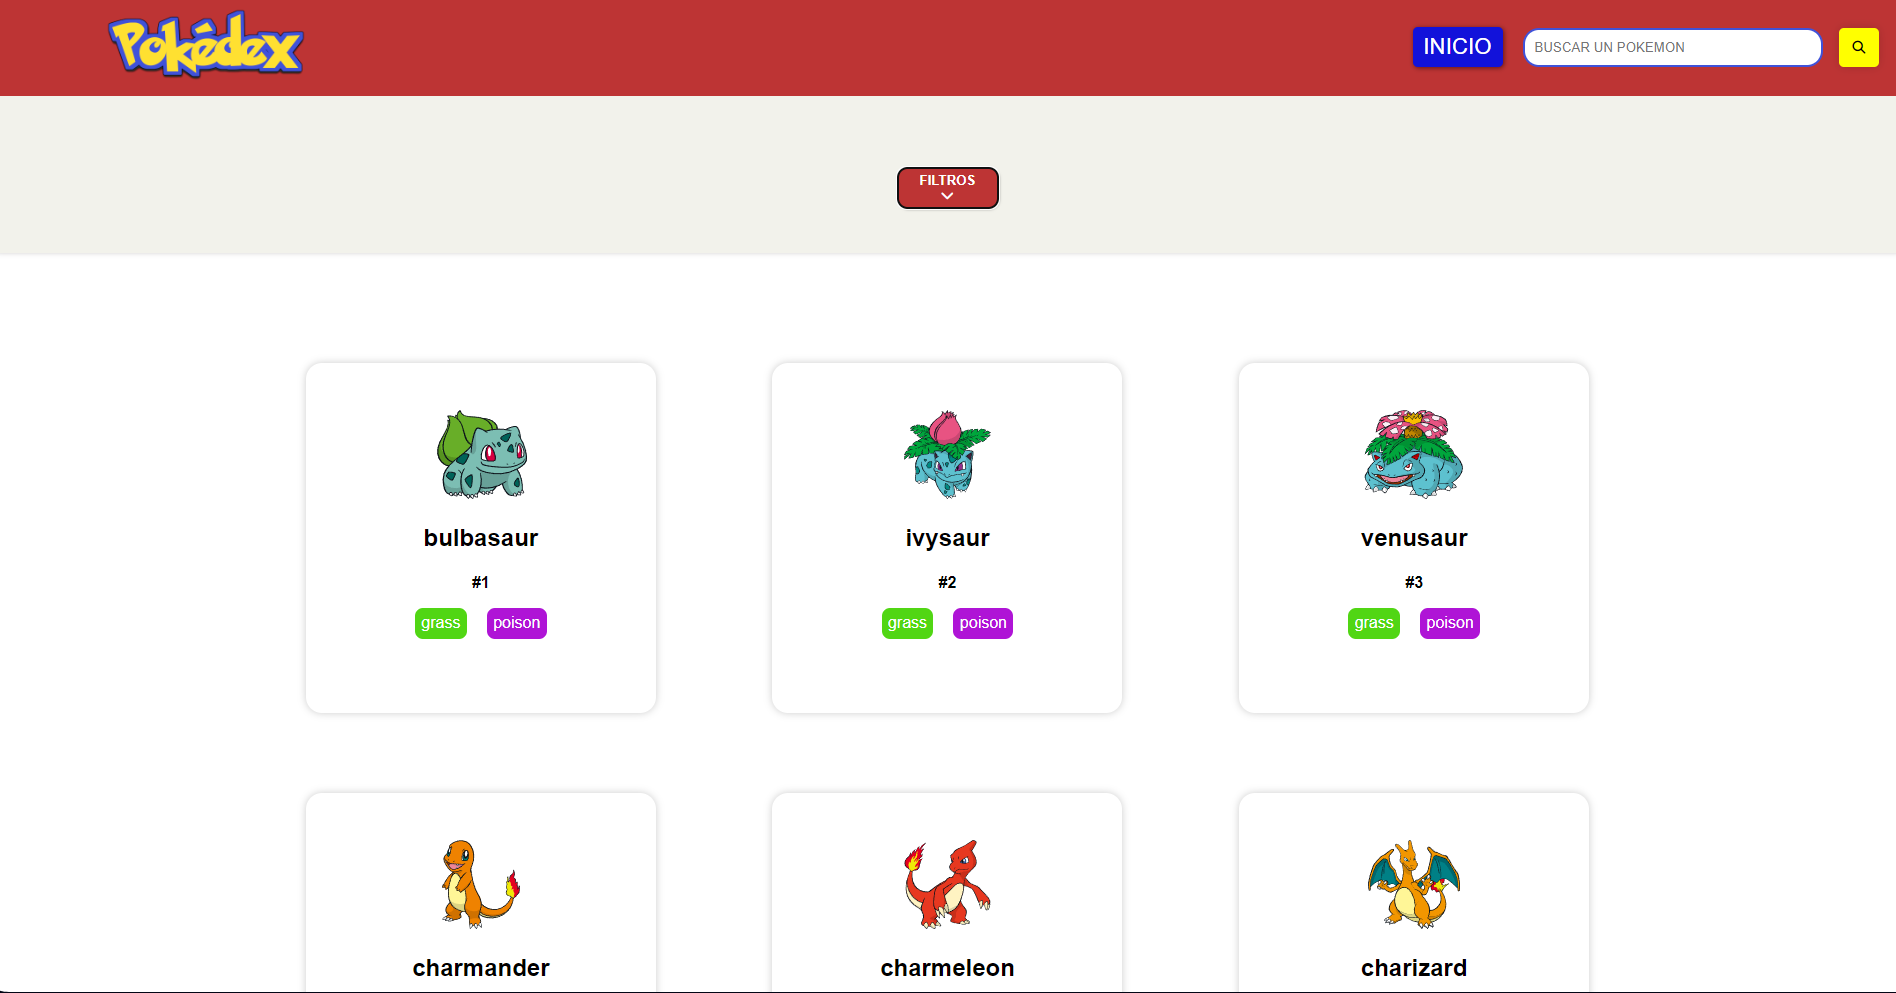 Pokédex
INICIO
BUSCAR UN POKEMON
FILTROS
bulbasaur
#1
grass poison
ivysaur
#2
grass poison
venusaur
#3
grass poison
charmander
charmeleon
charizard